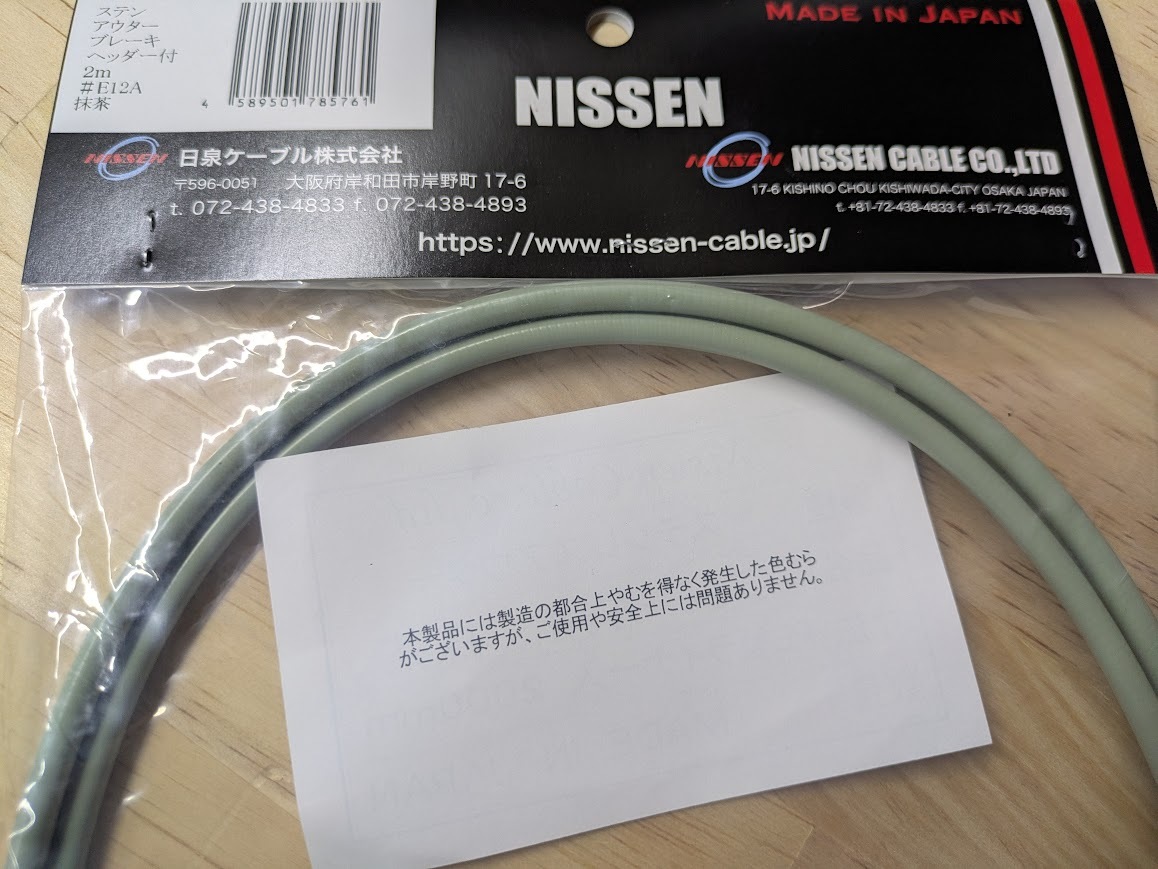 ステン
アウター
ブレーキ
ヘッダー付
2m
#E12A
抹茶
4 589501 785761
MADE IN JAPAN
NISSEN
NISSEN 日泉ケーブル株式会社
〒596-0051 大阪府岸和田市岸野町 17-6
t. 072-438-4833 f. 072-438-4893
NISSEN NISSEN CABLE CO.,LTD
17-6 KISHINO CHOU KISHIWADA-CITY OSAKA JAPAN
t. +81-72-438-4833 f. +81-72-438-4893
https://www.nissen-cable.jp/
本製品には製造の都合上やむを得なく発生した色むら
がございますが、ご使用や安全上には問題ありません。